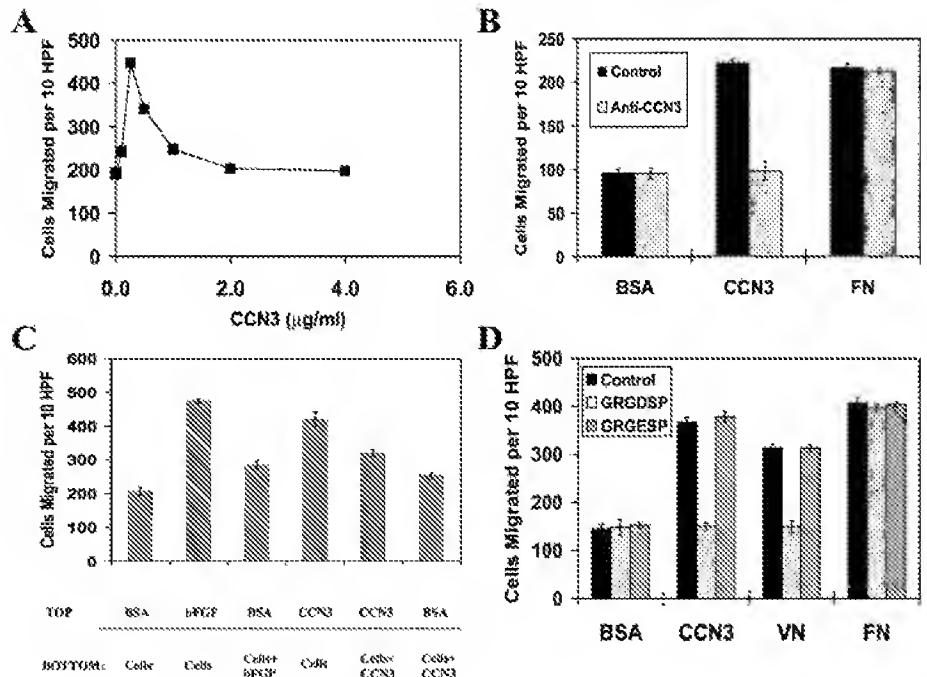 A
Cells Migrated per 10 HPF
500
400
300
200
100
0
0.0
2.0
4.0
6.0
CCN3 (µg/ml)
B
Cells Migrated per 10 HPF
250
200
150
100
50
0
Control
Anti-CCN3
BSA
CCN3
FN
C
Cells Migrated per 10 HPF
600
500
400
300
200
100
0
TOP
BSA
bFGF
BSA
CCN3
CCN3
BSA
BOTTOM:
Cells
Cells
Cells+
bFGF
Cells
Cells+
CCN3
Cells+
CCN3
D
Cells Migrated per 10 HPF
500
400
300
200
100
0
Control
GRGDSP
GRGESP
BSA
CCN3
VN
FN